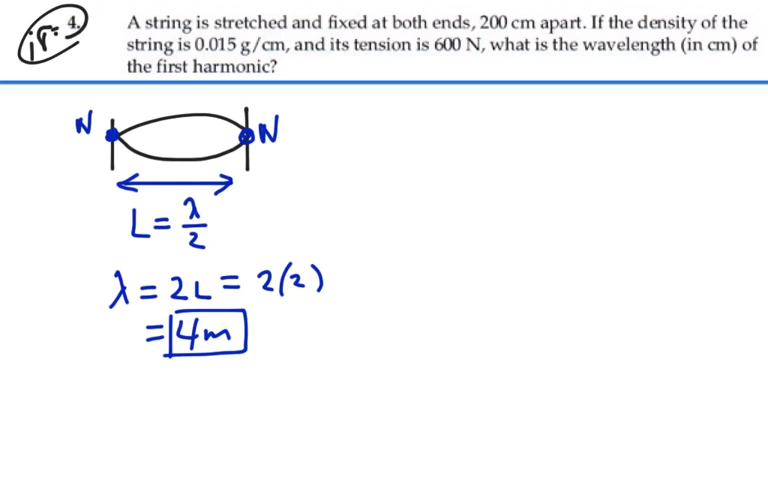 4. A string is stretched and fixed at both ends, 200 cm apart. If the density of the
string is 0.015 g/cm, and its tension is 600 N, what is the wavelength (in cm) of
the first harmonic?
N N
L = λ/2
λ = 2L = 2(2)
= 4m